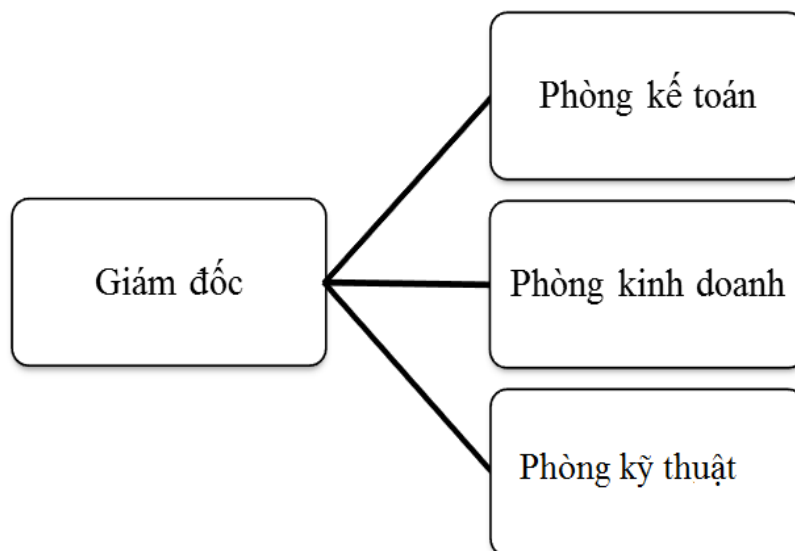 Giám đốc
Phòng kế toán
Phòng kinh doanh
Phòng kỹ thuật